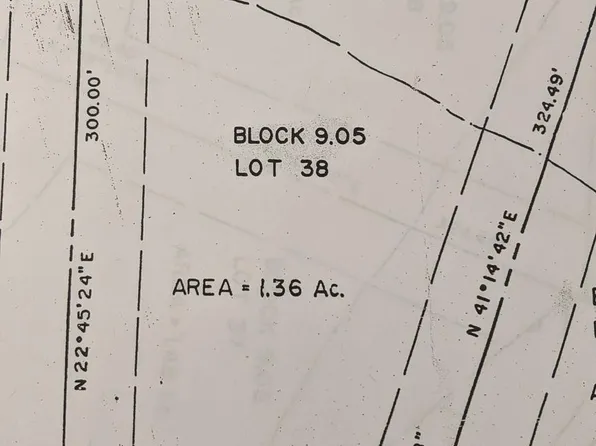 300.00'
324.49'
BLOCK 9.05
LOT 38
N 41°14'42"E
N 22°45'24"E
AREA = 1.36 Ac.